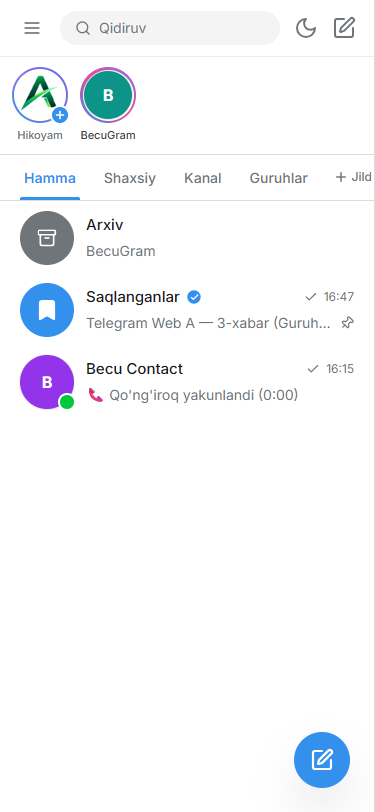 Qidiruv
B
Hikoyam
BecuGram
Hamma
Shaxsiy
Kanal
Guruhlar
+ Jild
Arxiv
BecuGram
Saqlanganlar
16:47
Telegram Web A — 3-xabar (Guruh...
B
Becu Contact
16:15
Qo'ng'iroq yakunlandi (0:00)